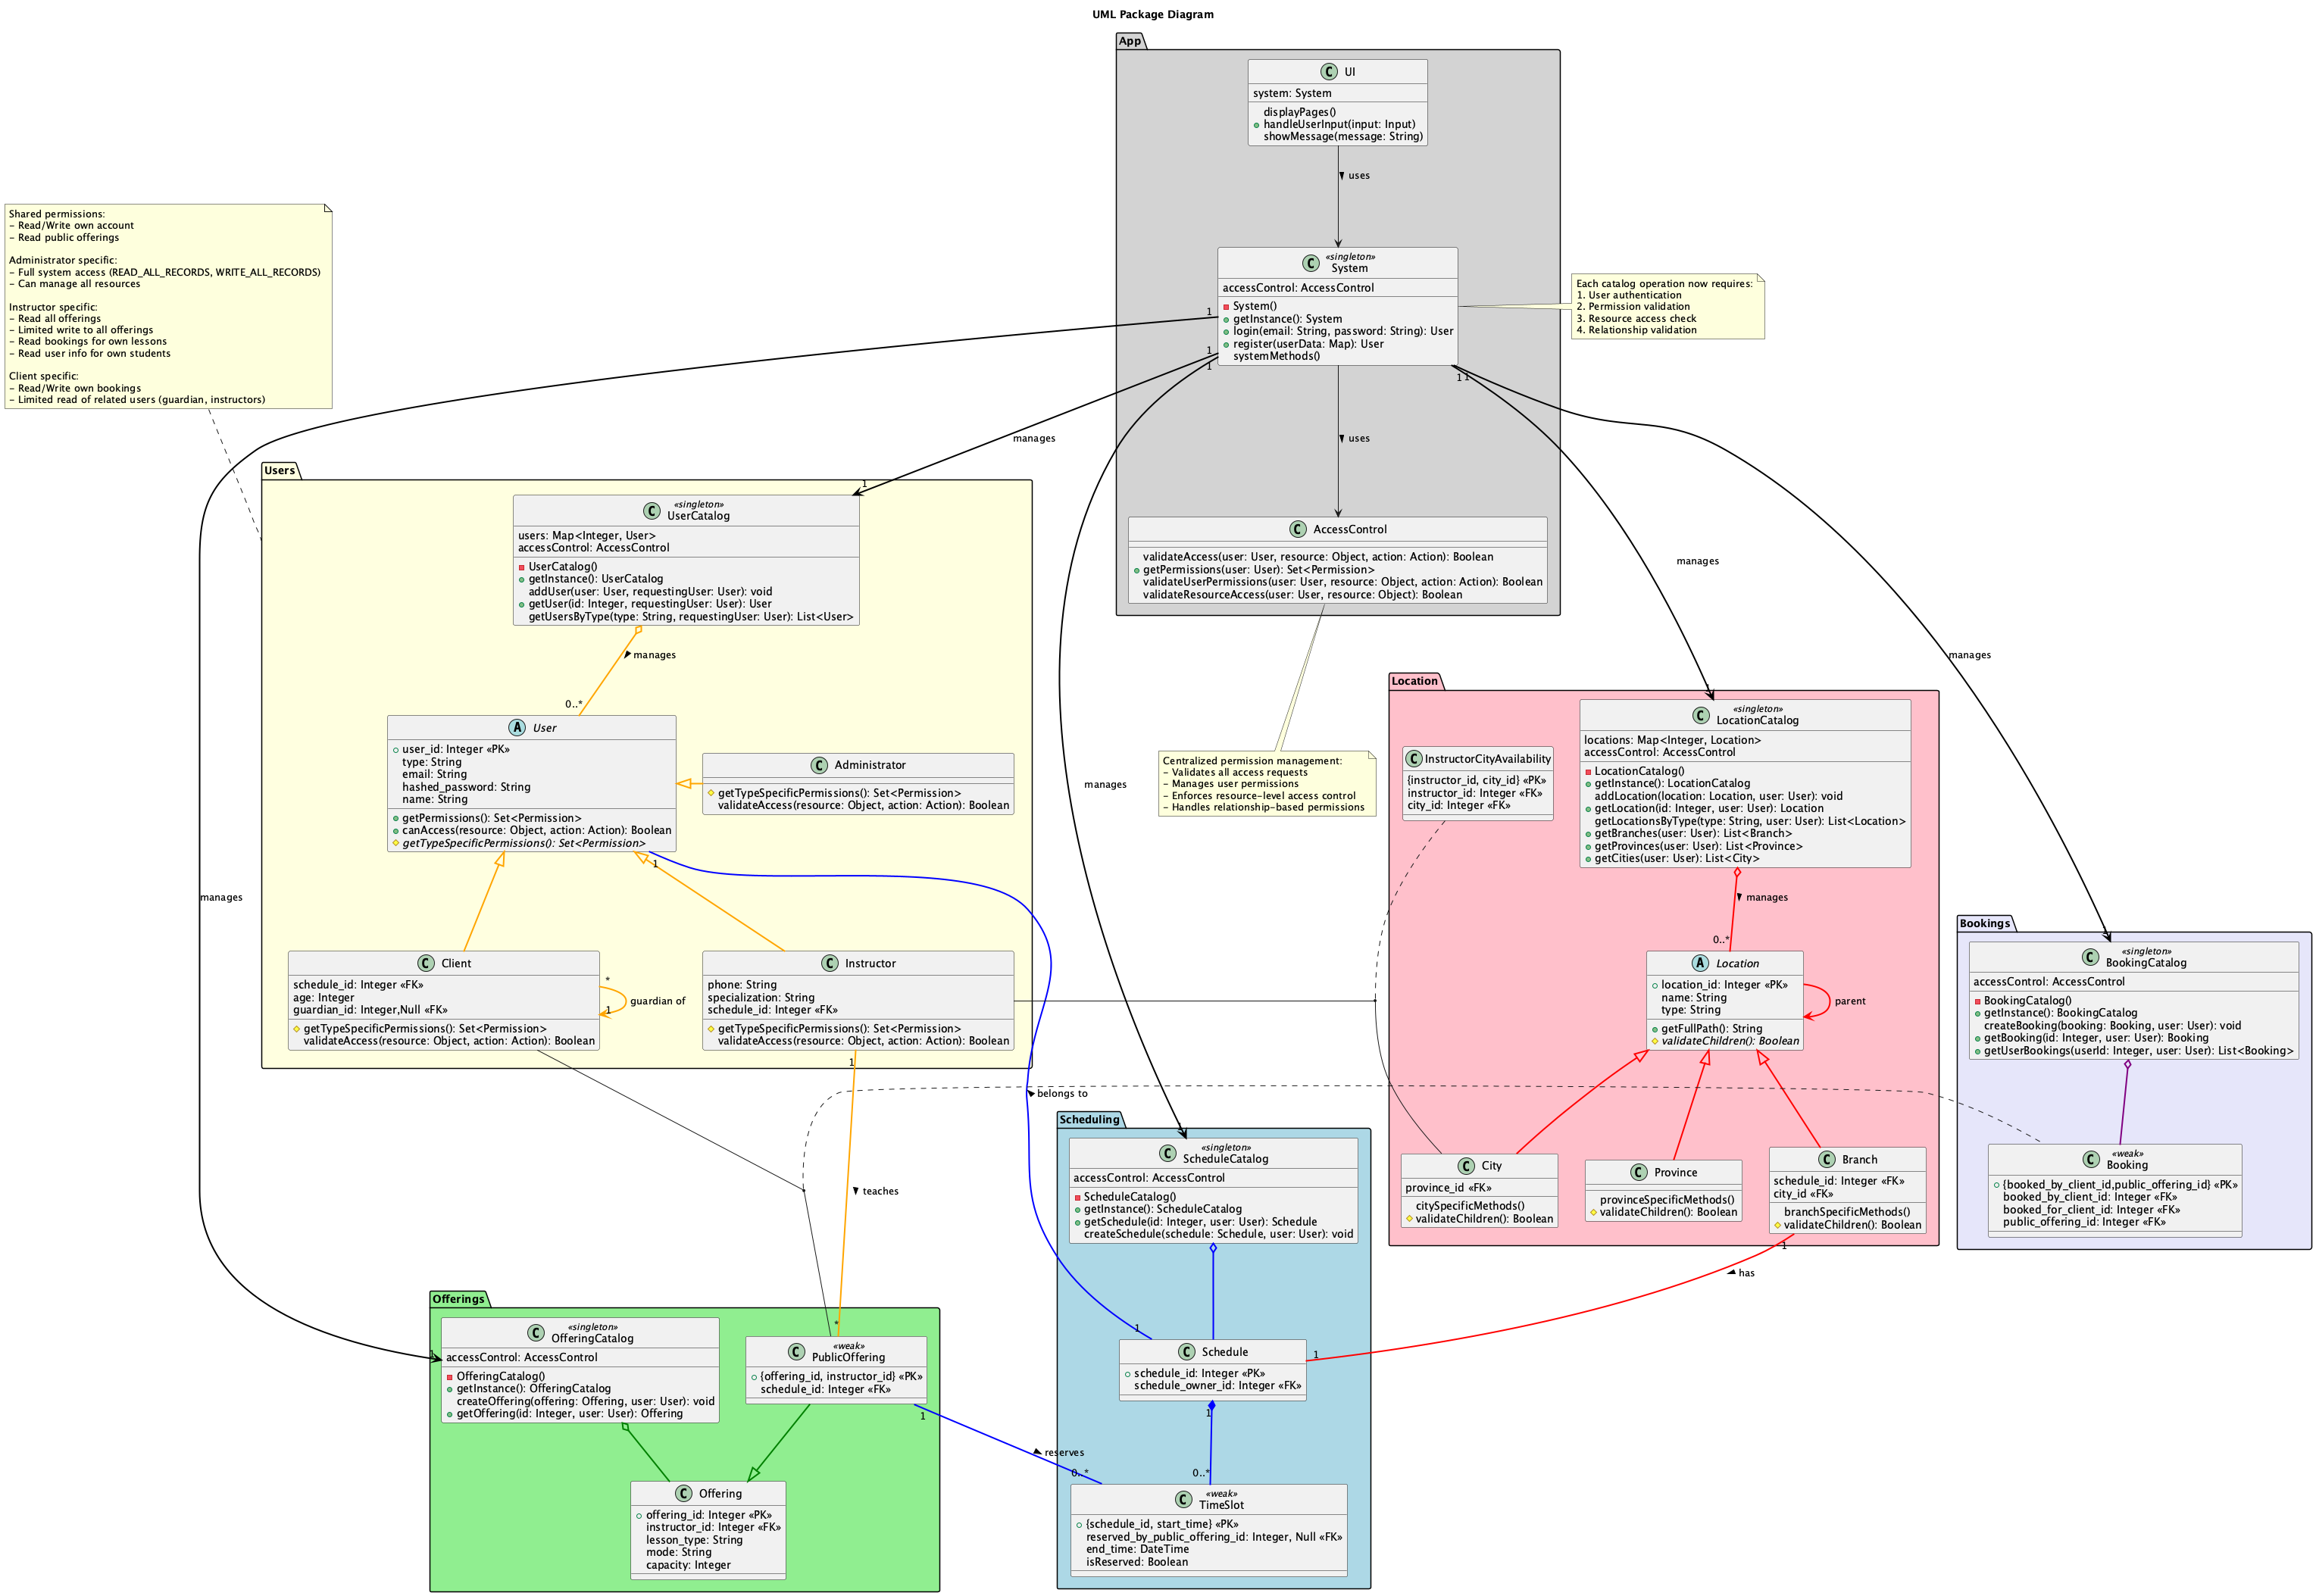 UML Package Diagram
App
UI
system: System
displayPages()
handleUserInput(input: Input)
showMessage(message: String)
uses
«singleton»
System
accessControl: AccessControl
System()
getInstance(): System
login(email: String, password: String): User
register(userData: Map): User
systemMethods()
1
1
1
1
1
uses
AccessControl
validateAccess(user: User, resource: Object, action: Action): Boolean
getPermissions(user: User): Set<Permission>
validateUserPermissions(user: User, resource: Object, action: Action): Boolean
validateResourceAccess(user: User, resource: Object): Boolean
Each catalog operation now requires:
1. User authentication
2. Permission validation
3. Resource access check
4. Relationship validation
Shared permissions:
- Read/Write own account
- Read public offerings
Administrator specific:
- Full system access (READ_ALL_RECORDS, WRITE_ALL_RECORDS)
- Can manage all resources
Instructor specific:
- Read all offerings
- Limited write to all offerings
- Read bookings for own lessons
- Read user info for own students
Client specific:
- Read/Write own bookings
- Limited read of related users (guardian, instructors)
manages
manages
manages
manages
manages
Users
1
«singleton»
UserCatalog
users: Map<Integer, User>
accessControl: AccessControl
UserCatalog()
getInstance(): UserCatalog
addUser(user: User, requestingUser: User): void
getUser(id: Integer, requestingUser: User): User
getUsersByType(type: String, requestingUser: User): List<User>
manages
0..*
User
user_id: Integer «PK»
type: String
email: String
hashed_password: String
name: String
getPermissions(): Set<Permission>
canAccess(resource: Object, action: Action): Boolean
getTypeSpecificPermissions(): Set<Permission>
1
Administrator
getTypeSpecificPermissions(): Set<Permission>
validateAccess(resource: Object, action: Action): Boolean
Client
schedule_id: Integer «FK»
age: Integer
guardian_id: Integer,Null «FK»
getTypeSpecificPermissions(): Set<Permission>
validateAccess(resource: Object, action: Action): Boolean
*
guardian of
1
Instructor
phone: String
specialization: String
schedule_id: Integer «FK»
getTypeSpecificPermissions(): Set<Permission>
validateAccess(resource: Object, action: Action): Boolean
1
teaches
*
belongs to
Centralized permission management:
- Validates all access requests
- Manages user permissions
- Enforces resource-level access control
- Handles relationship-based permissions
Location
InstructorCityAvailability
{instructor_id, city_id} «PK»
instructor_id: Integer «FK»
city_id: Integer «FK»
1
«singleton»
LocationCatalog
locations: Map<Integer, Location>
accessControl: AccessControl
LocationCatalog()
getInstance(): LocationCatalog
addLocation(location: Location, user: User): void
getLocation(id: Integer, user: User): Location
getLocationsByType(type: String, user: User): List<Location>
getBranches(user: User): List<Branch>
getProvinces(user: User): List<Province>
getCities(user: User): List<City>
manages
0..*
Location
location_id: Integer «PK»
name: String
type: String
getFullPath(): String
validateChildren(): Boolean
parent
City
province_id «FK»
citySpecificMethods()
validateChildren(): Boolean
Province
provinceSpecificMethods()
validateChildren(): Boolean
Branch
schedule_id: Integer «FK»
city_id «FK»
branchSpecificMethods()
validateChildren(): Boolean
1
has
1
Bookings
1
«singleton»
BookingCatalog
accessControl: AccessControl
BookingCatalog()
getInstance(): BookingCatalog
createBooking(booking: Booking, user: User): void
getBooking(id: Integer, user: User): Booking
getUserBookings(userId: Integer, user: User): List<Booking>
«weak»
Booking
{booked_by_client_id,public_offering_id} «PK»
booked_by_client_id: Integer «FK»
booked_for_client_id: Integer «FK»
public_offering_id: Integer «FK»
Scheduling
1
«singleton»
ScheduleCatalog
accessControl: AccessControl
ScheduleCatalog()
getInstance(): ScheduleCatalog
getSchedule(id: Integer, user: User): Schedule
createSchedule(schedule: Schedule, user: User): void
1
Schedule
schedule_id: Integer «PK»
schedule_owner_id: Integer «FK»
1
0..*
«weak»
TimeSlot
{schedule_id, start_time} «PK»
reserved_by_public_offering_id: Integer, Null «FK»
end_time: DateTime
isReserved: Boolean
Offerings
1
«singleton»
OfferingCatalog
accessControl: AccessControl
OfferingCatalog()
getInstance(): OfferingCatalog
createOffering(offering: Offering, user: User): void
getOffering(id: Integer, user: User): Offering
«weak»
PublicOffering
{offering_id, instructor_id} «PK»
schedule_id: Integer «FK»
1
reserves
0..*
Offering
offering_id: Integer «PK»
instructor_id: Integer «FK»
lesson_type: String
mode: String
capacity: Integer